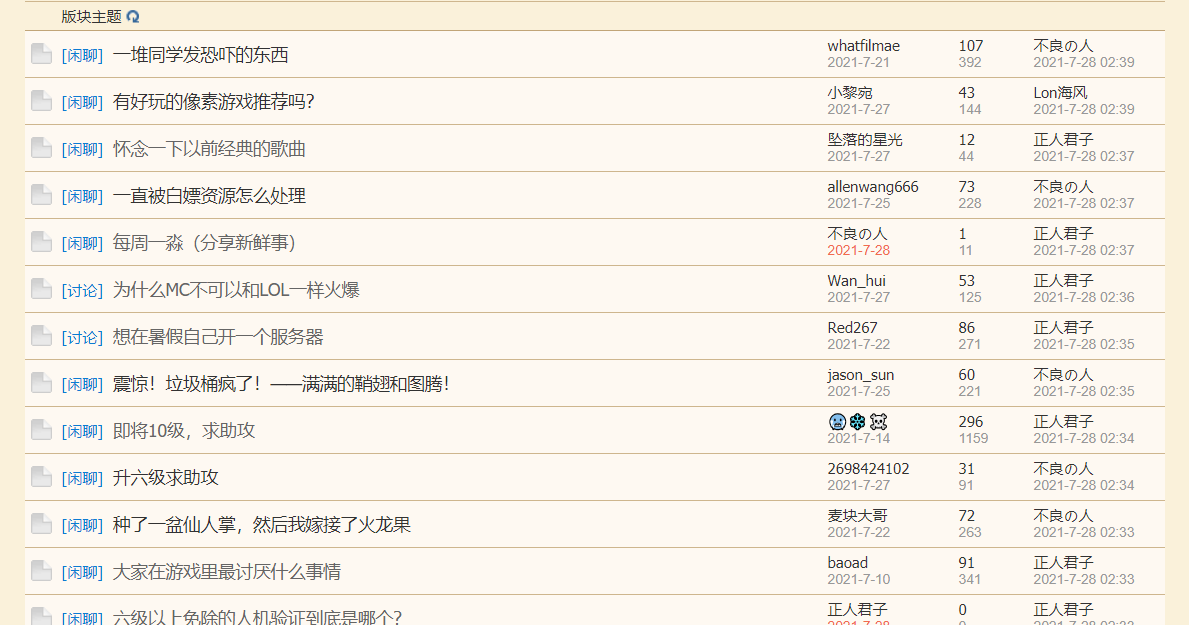 版块主题
[闲聊] 一堆同学发恐吓的东西 whatfilmae 107 不良の人
2021-7-21 392 2021-7-28 02:39
[闲聊] 有好玩的像素游戏推荐吗？ 小黎宛 43 Lon海风
2021-7-27 144 2021-7-28 02:39
[闲聊] 怀念一下以前经典的歌曲 坠落的星光 12 正人君子
2021-7-27 44 2021-7-28 02:37
[闲聊] 一直被白嫖资源怎么处理 allenwang666 73 不良の人
2021-7-25 228 2021-7-28 02:37
[闲聊] 每周一淼（分享新鲜事） 不良の人 1 正人君子
2021-7-28 11 2021-7-28 02:37
[讨论] 为什么MC不可以和LOL一样火爆 Wan_hui 53 正人君子
2021-7-27 125 2021-7-28 02:36
[讨论] 想在暑假自己开一个服务器 Red267 86 正人君子
2021-7-22 271 2021-7-28 02:35
[闲聊] 震惊！垃圾桶疯了！——满满的鞘翅和图腾！ jason_sun 60 不良の人
2021-7-25 221 2021-7-28 02:35
[闲聊] 即将10级，求助攻 296 正人君子
2021-7-14 1159 2021-7-28 02:34
[闲聊] 升六级求助攻 2698424102 31 不良の人
2021-7-27 91 2021-7-28 02:34
[闲聊] 种了一盆仙人掌，然后我嫁接了火龙果 麦块大哥 72 不良の人
2021-7-22 263 2021-7-28 02:33
[闲聊] 大家在游戏里最讨厌什么事情 baoad 91 正人君子
2021-7-10 341 2021-7-28 02:33
[闲聊] 六级以上免除的人机验证到底是哪个？ 正人君子 0 正人君子
2021-7-28 0 2021-7-28 02:33